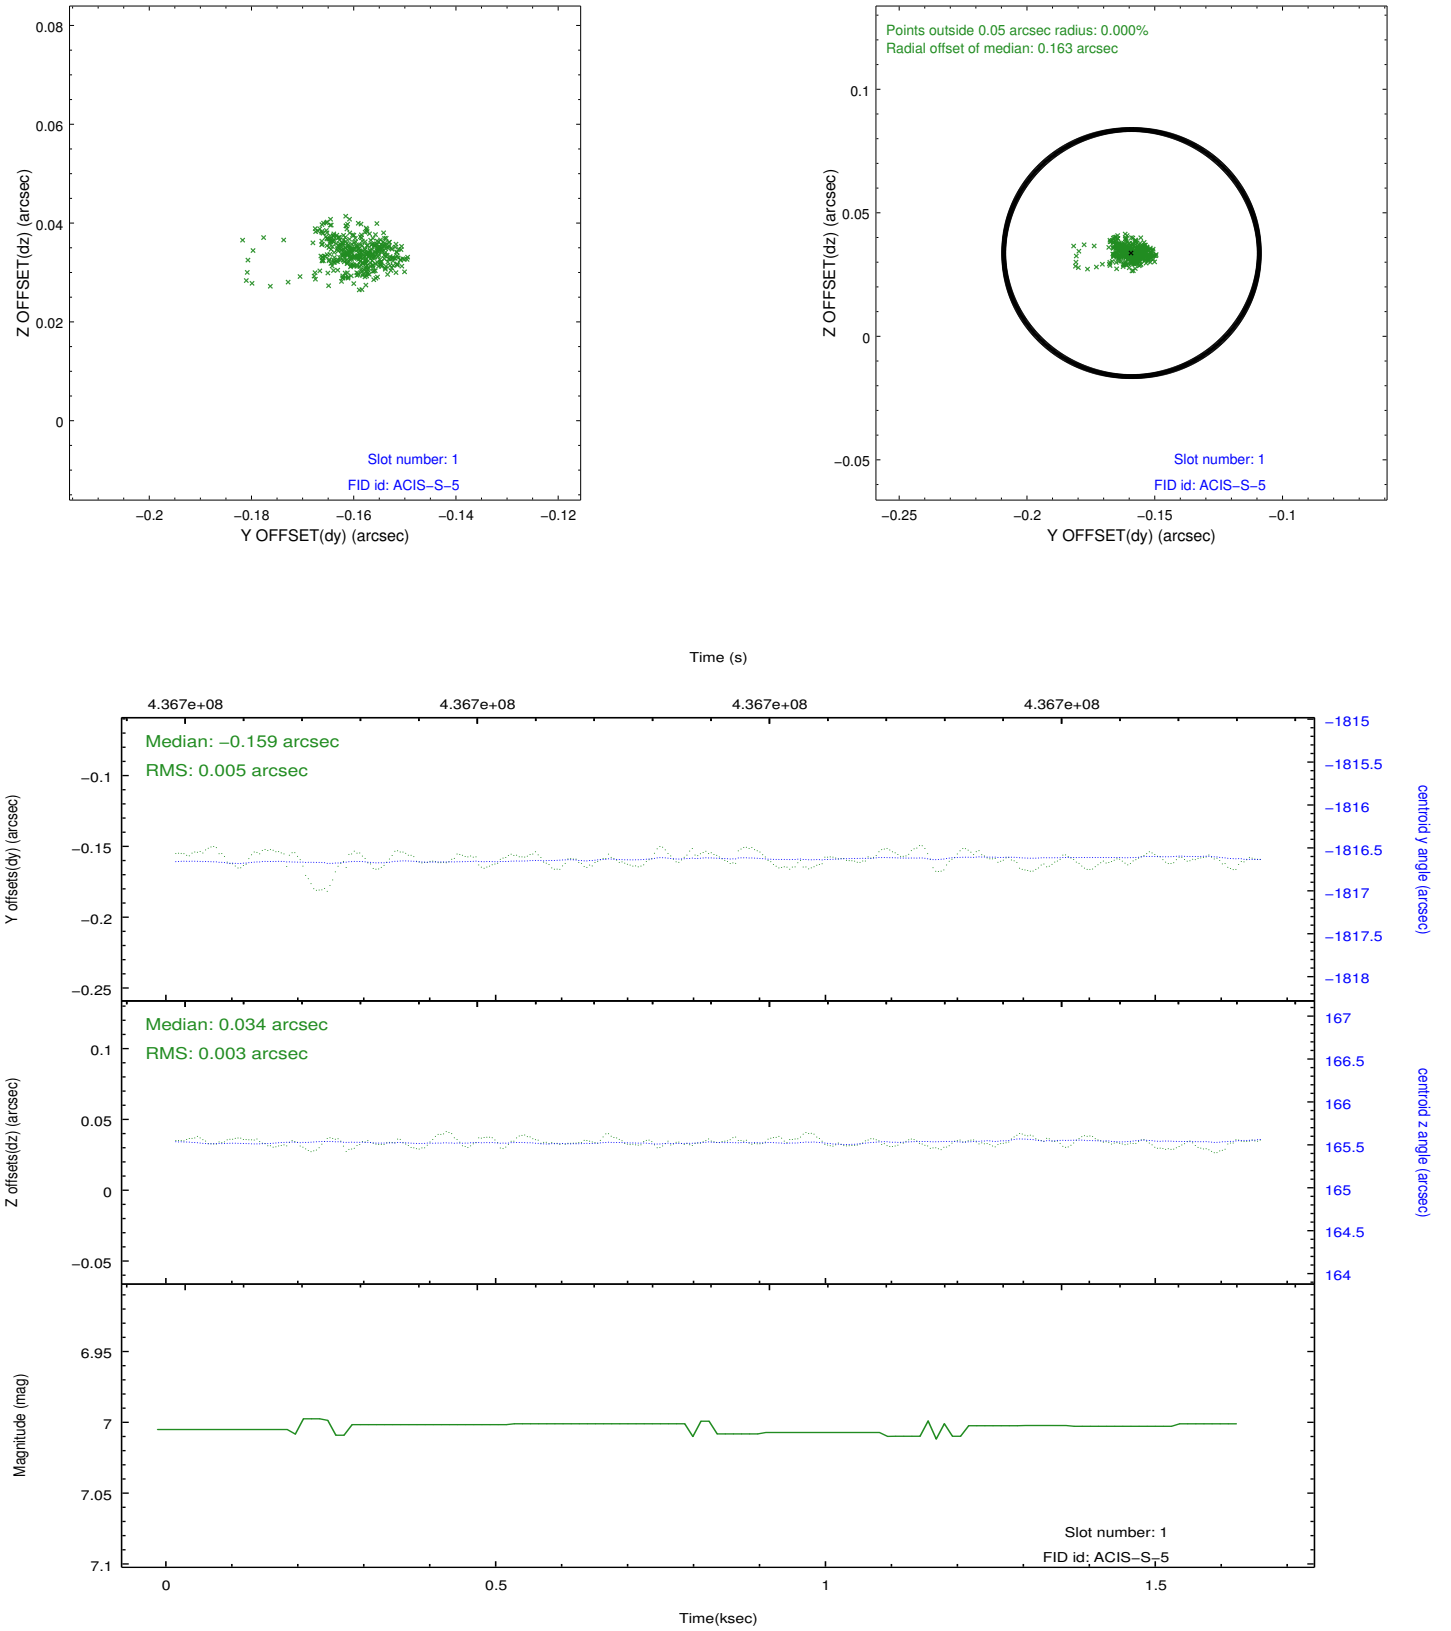 0.08
0.06
0.04
0.02
0
Z OFFSET(dz) (arcsec)
Slot number: 1
FID id: ACIS−S−5
−0.2
−0.18
−0.16
−0.14
−0.12
Y OFFSET(dy) (arcsec)
Points outside 0.05 arcsec radius: 0.000%
Radial offset of median: 0.163 arcsec
0.1
0.05
0
−0.05
Z OFFSET(dz) (arcsec)
Slot number: 1
FID id: ACIS−S−5
−0.25
−0.2
−0.15
−0.1
Y OFFSET(dy) (arcsec)
Time (s)
4.367e+08
4.367e+08
4.367e+08
4.367e+08
Median: −0.159 arcsec
RMS: 0.005 arcsec
−0.1
−0.15
−0.2
−0.25
Y offsets(dy) (arcsec)
−1815
−1815.5
−1816
−1816.5
−1817
−1817.5
−1818
centroid y angle (arcsec)
Median: 0.034 arcsec
RMS: 0.003 arcsec
0.1
0.05
0
−0.05
Z offsets(dz) (arcsec)
167
166.5
166
165.5
165
164.5
164
centroid z angle (arcsec)
6.95
7
7.05
7.1
Magnitude (mag)
Slot number: 1
FID id: ACIS−S−5
0
0.5
1
1.5
Time(ksec)